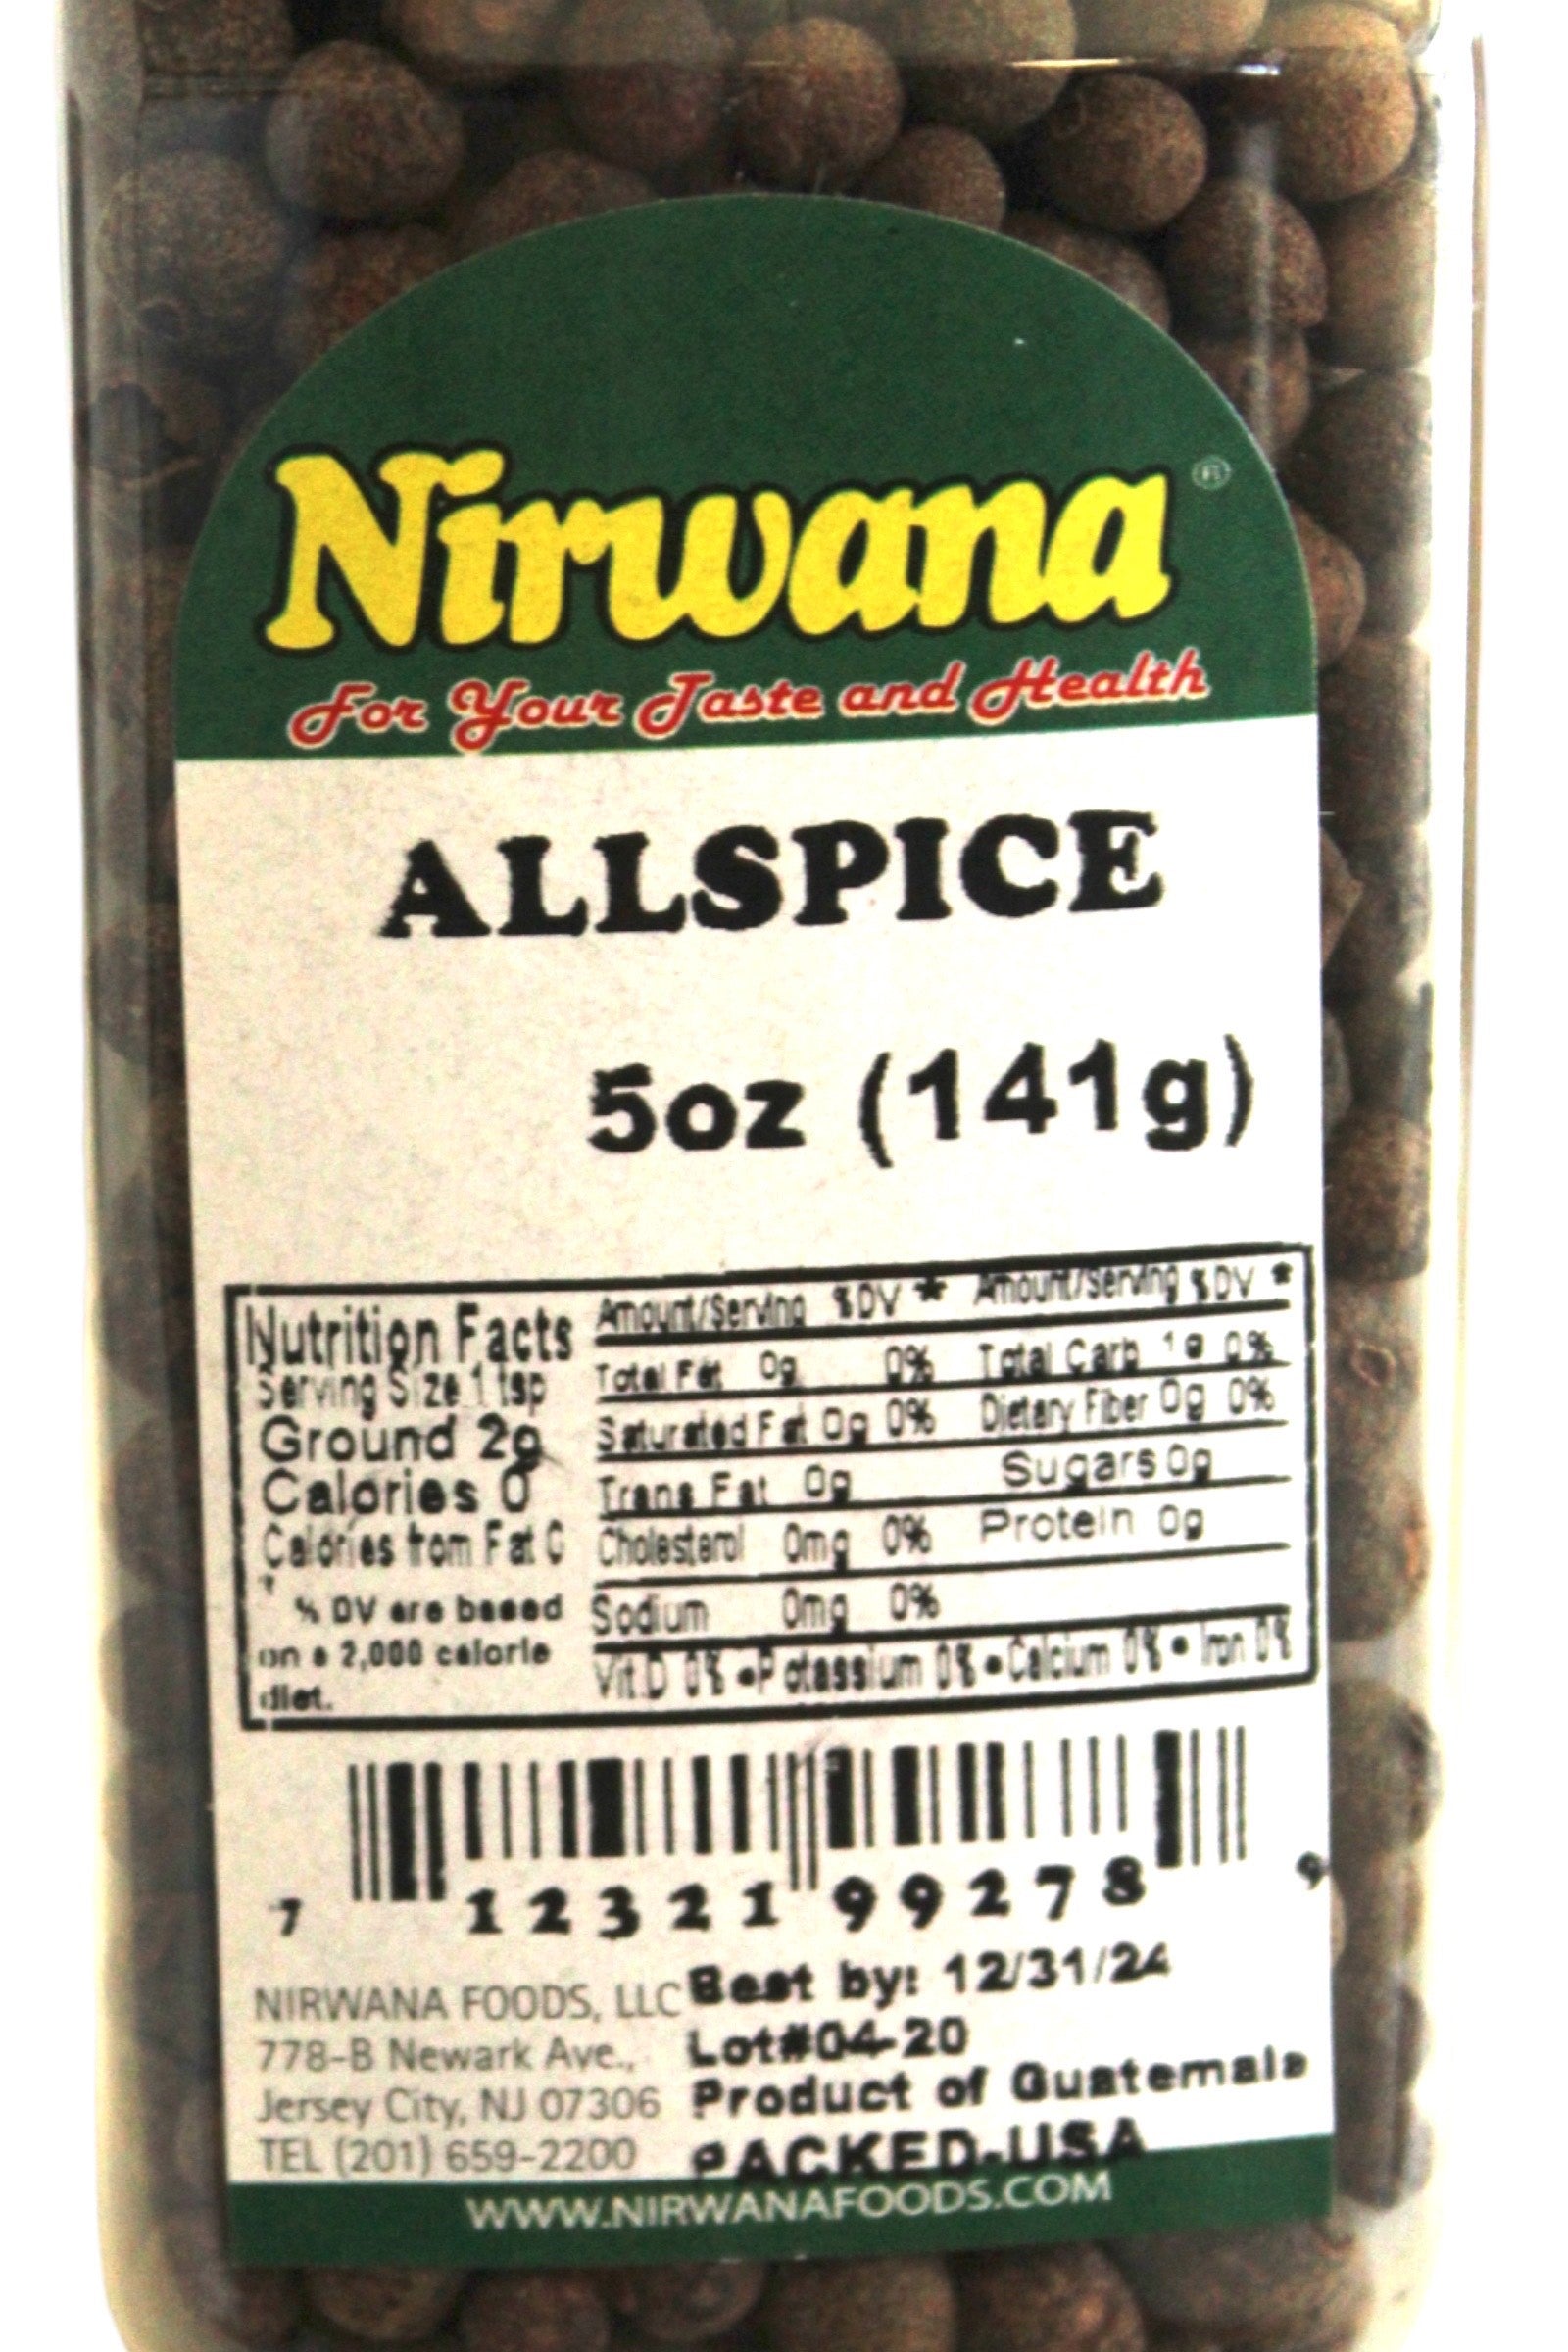 Nirwana ®
For Your Taste and Health
ALLSPICE
5oz (141g)
Nutrition Facts
Serving Size 1 tsp
Ground 2g
Calories 0
Calories from Fat 0
* % DV are based
on a 2,000 calorie
diet.
Amount/Serving %DV * Amount/Serving %DV *
Total Fat 0g 0% Total Carb 1g 0%
Saturated Fat 0g 0% Dietary Fiber 0g 0%
Trans Fat 0g Sugars 0g
Cholesterol 0mg 0% Protein 0g
Sodium 0mg 0%
Vit.D 0% • Potassium 0% • Calcium 0% • Iron 0%
7 12321 99278 9
NIRWANA FOODS, LLC
778-B Newark Ave.,
Jersey City, NJ 07306
TEL (201) 659-2200
Best by: 12/31/24
Lot#04-20
Product of Guatemala
PACKED-USA
WWW.NIRWANAFOODS.COM